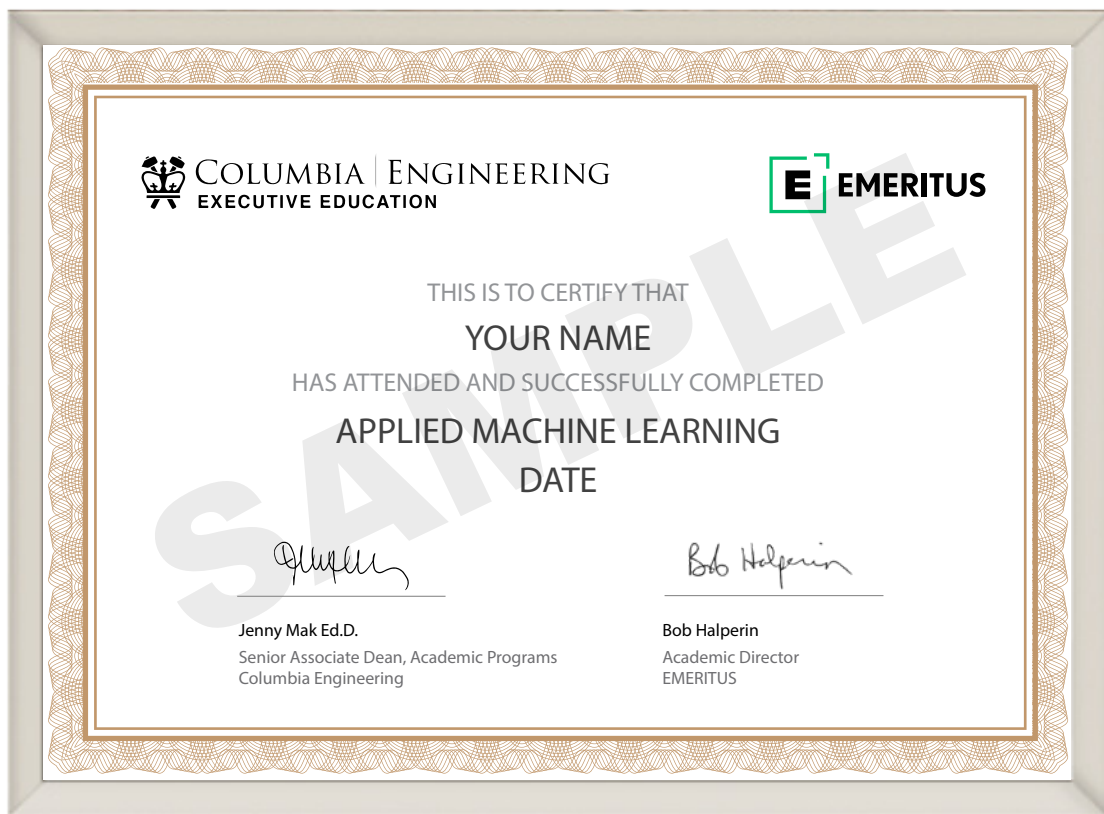 COLUMBIA | ENGINEERING
EXECUTIVE EDUCATION
E EMERITUS
THIS IS TO CERTIFY THAT
YOUR NAME
HAS ATTENDED AND SUCCESSFULLY COMPLETED
APPLIED MACHINE LEARNING
DATE
SAMPLE
Bob Halperin
Jenny Mak Ed.D.
Senior Associate Dean, Academic Programs
Columbia Engineering
Bob Halperin
Academic Director
EMERITUS